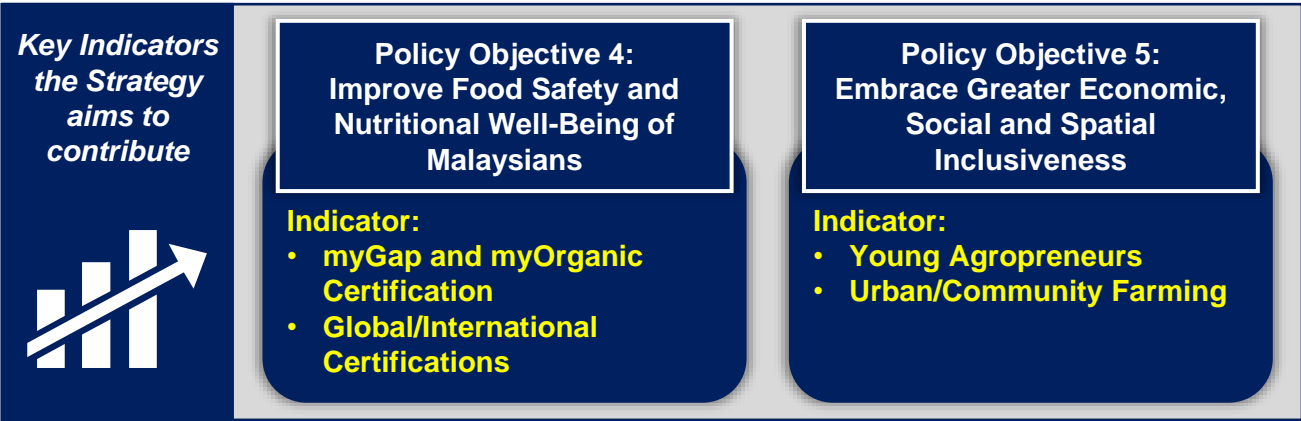 Key Indicators
the Strategy
aims to
contribute
Policy Objective 4:
Improve Food Safety and
Nutritional Well-Being of
Malaysians
Indicator:
• myGap and myOrganic
Certification
• Global/International
Certifications
Policy Objective 5:
Embrace Greater Economic,
Social and Spatial
Inclusiveness
Indicator:
• Young Agropreneurs
• Urban/Community Farming